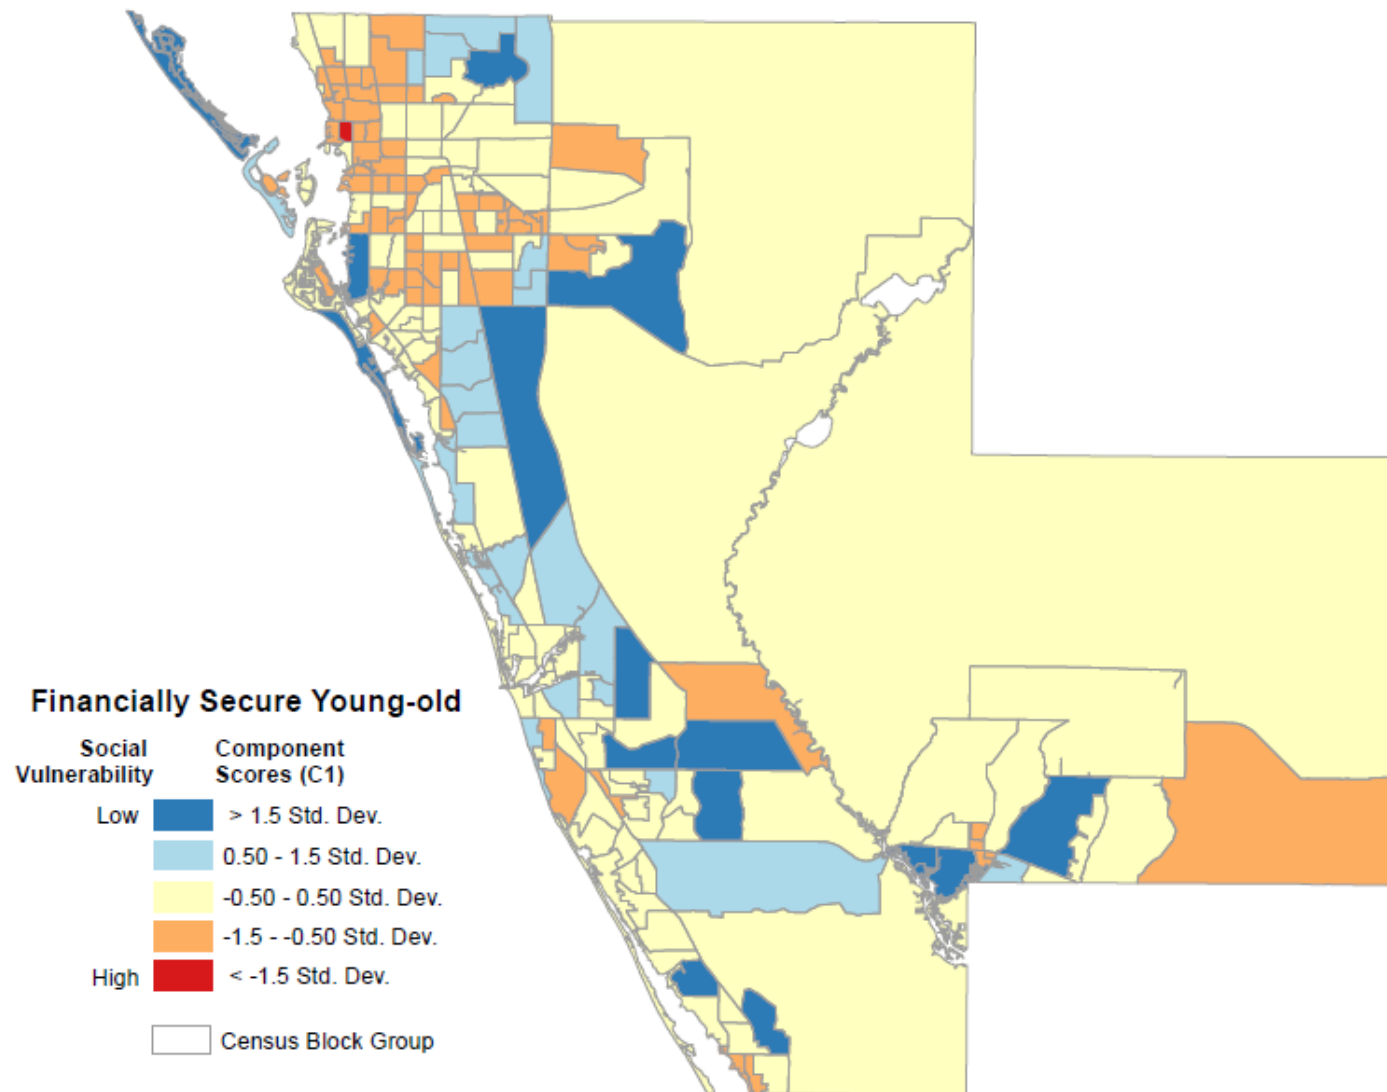 Financially Secure Young-old
Social Vulnerability
Component Scores (C1)
Low
> 1.5 Std. Dev.
0.50 - 1.5 Std. Dev.
-0.50 - 0.50 Std. Dev.
-1.5 - -0.50 Std. Dev.
High
< -1.5 Std. Dev.
Census Block Group